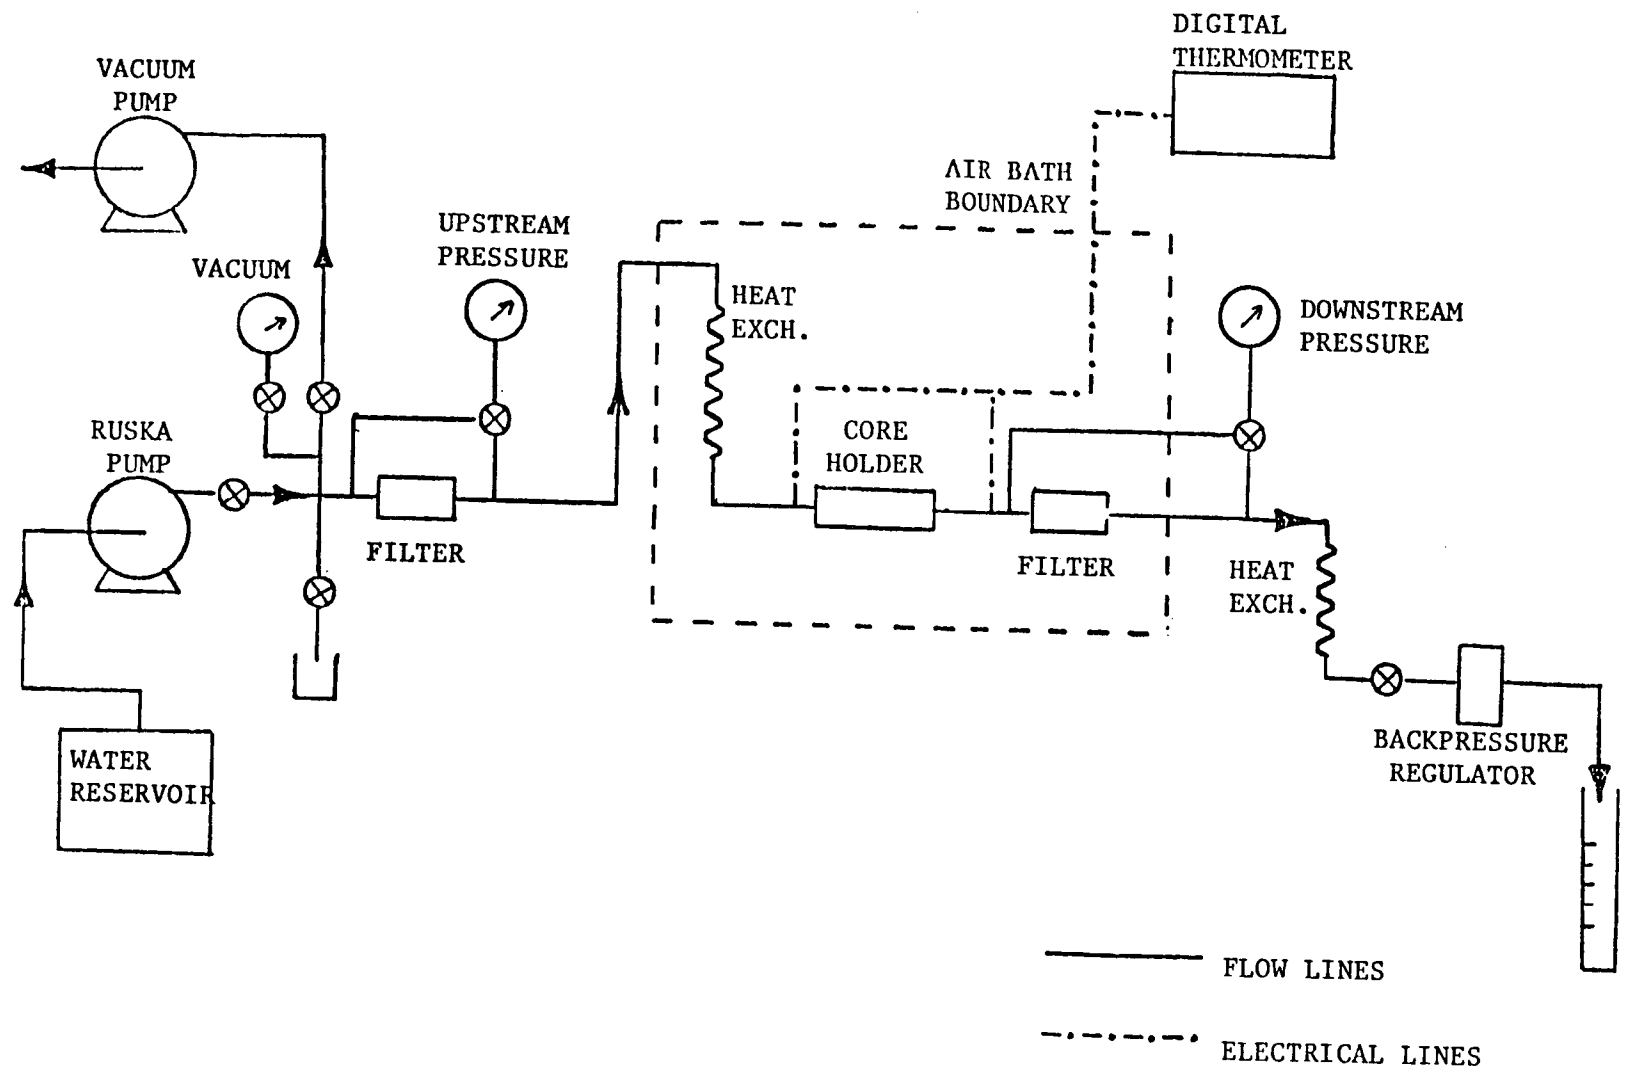 DIGITAL
THERMOMETER
VACUUM
PUMP
AIR BATH
BOUNDARY
UPSTREAM
PRESSURE
VACUUM
HEAT
EXCH.
DOWNSTREAM
PRESSURE
RUSKA
PUMP
CORE
HOLDER
FILTER
FILTER
HEAT
EXCH.
WATER
RESERVOIR
BACKPRESSURE
REGULATOR
FLOW LINES
ELECTRICAL LINES